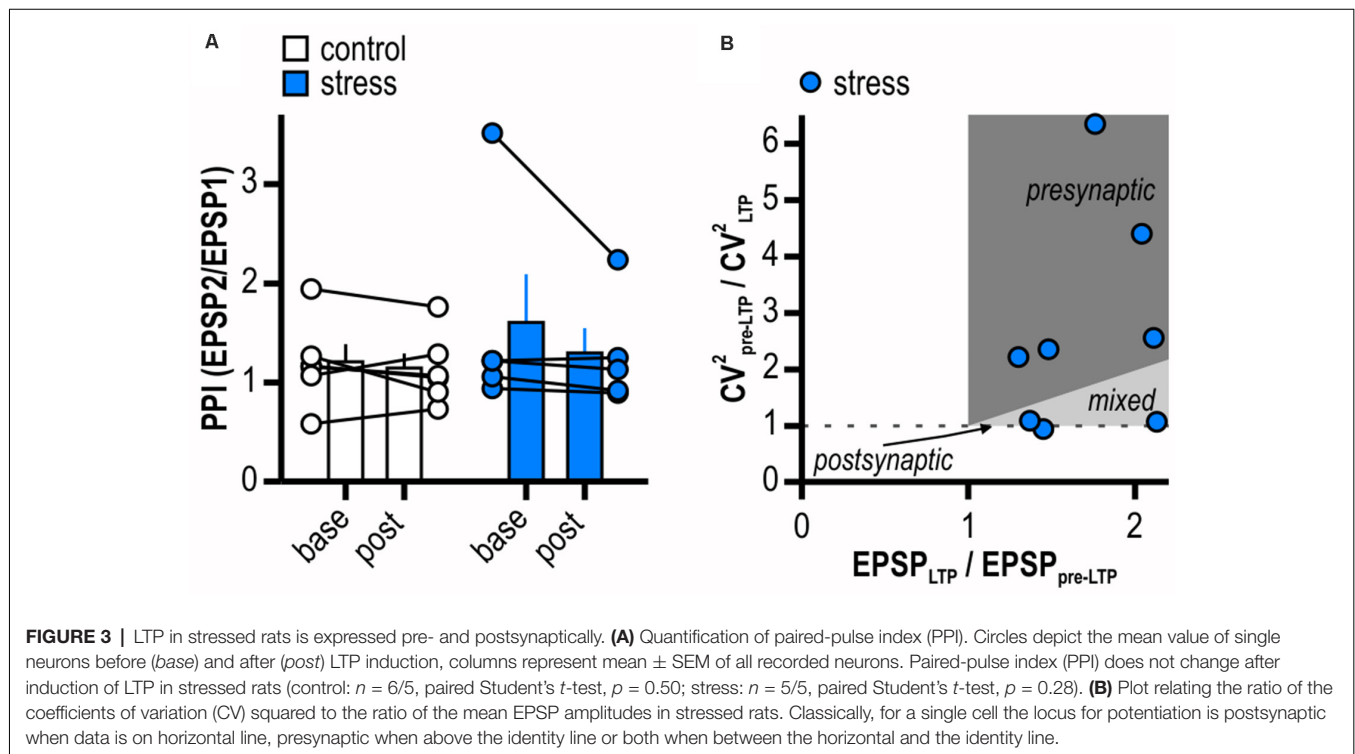 A
control
stress
PPI (EPSP2/EPSP1)
3
2
1
0
base
post
base
post
B
stress
CV²pre-LTP / CV²LTP
6
5
4
3
2
1
0
presynaptic
mixed
postsynaptic
0
1
2
EPSPLTP / EPSPpre-LTP
FIGURE 3 | LTP in stressed rats is expressed pre- and postsynaptically. (A) Quantification of paired-pulse index (PPI). Circles depict the mean value of single
neurons before (base) and after (post) LTP induction, columns represent mean ± SEM of all recorded neurons. Paired-pulse index (PPI) does not change after
induction of LTP in stressed rats (control: n = 6/5, paired Student's t-test, p = 0.50; stress: n = 5/5, paired Student's t-test, p = 0.28). (B) Plot relating the ratio of the
coefficients of variation (CV) squared to the ratio of the mean EPSP amplitudes in stressed rats. Classically, for a single cell the locus for potentiation is postsynaptic
when data is on horizontal line, presynaptic when above the identity line or both when between the horizontal and the identity line.